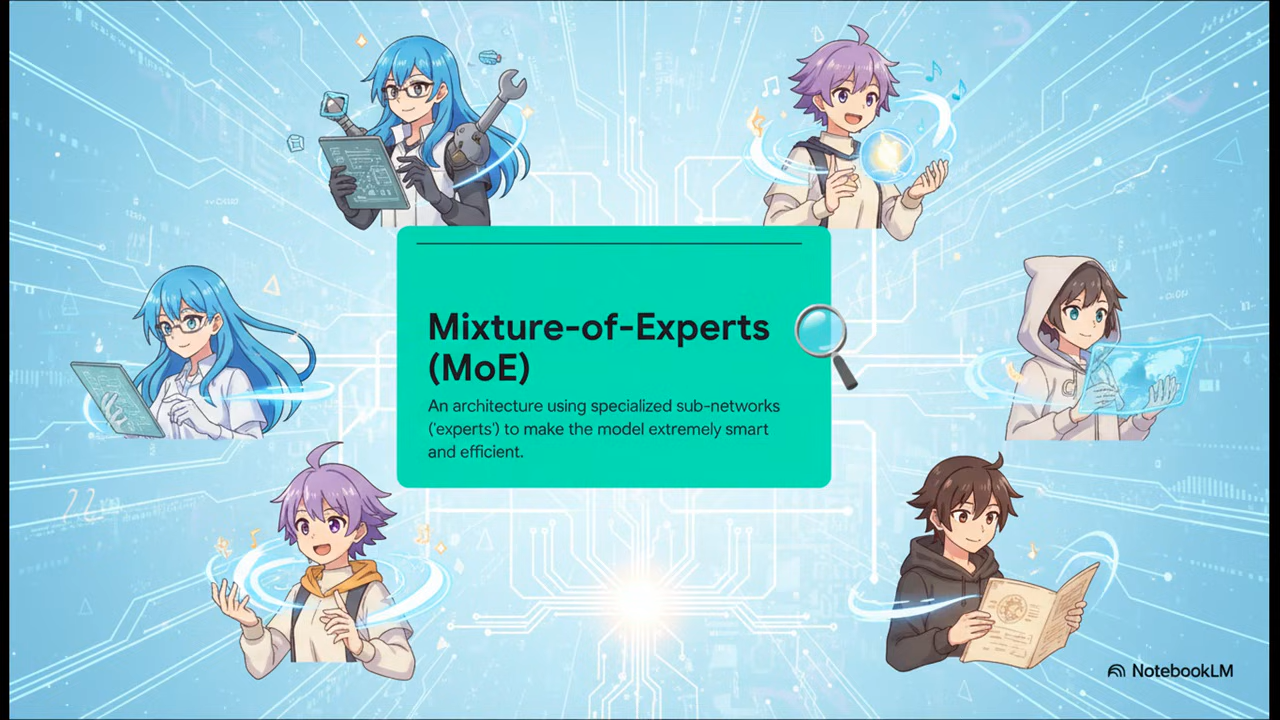 Mixture-of-Experts
(MoE)
An architecture using specialized sub-networks
('experts') to make the model extremely smart
and efficient.
NotebookLM